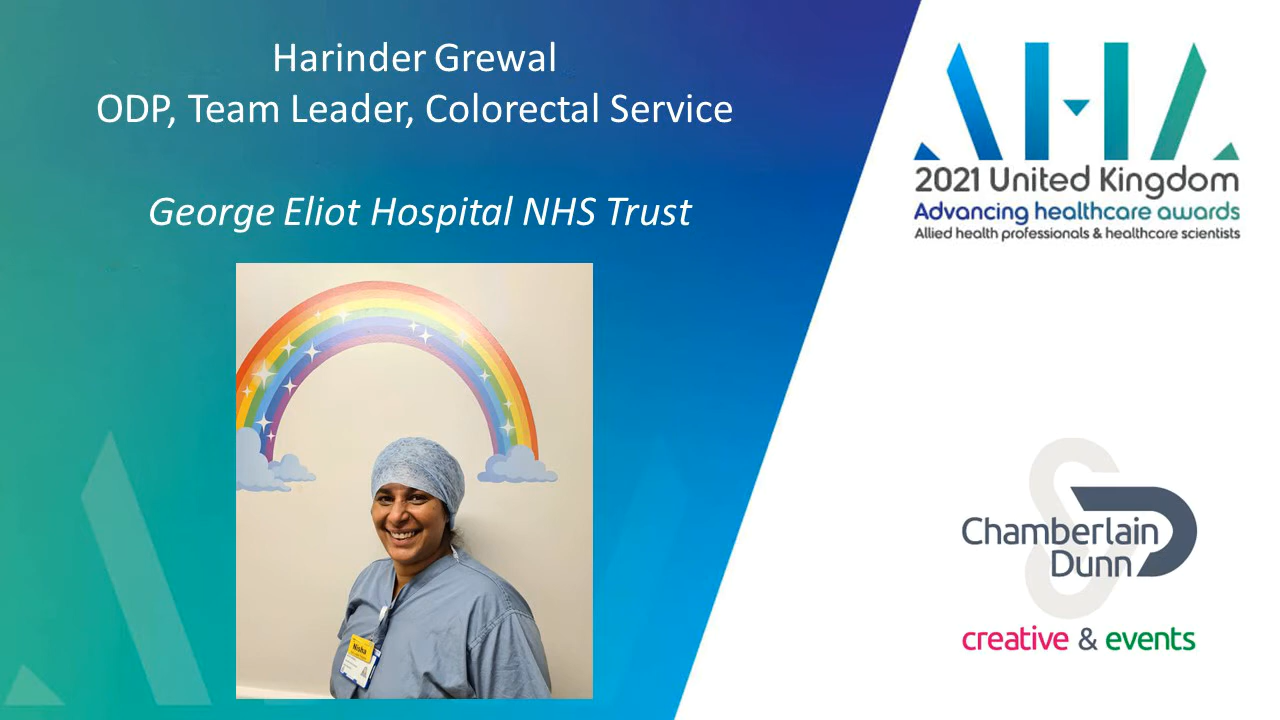 Harinder Grewal
ODP, Team Leader, Colorectal Service
George Eliot Hospital NHS Trust
AHA
2021 United Kingdom
Advancing healthcare awards
Allied health professionals & healthcare scientists
Nisha
Chamberlain
Dunn
creative & events